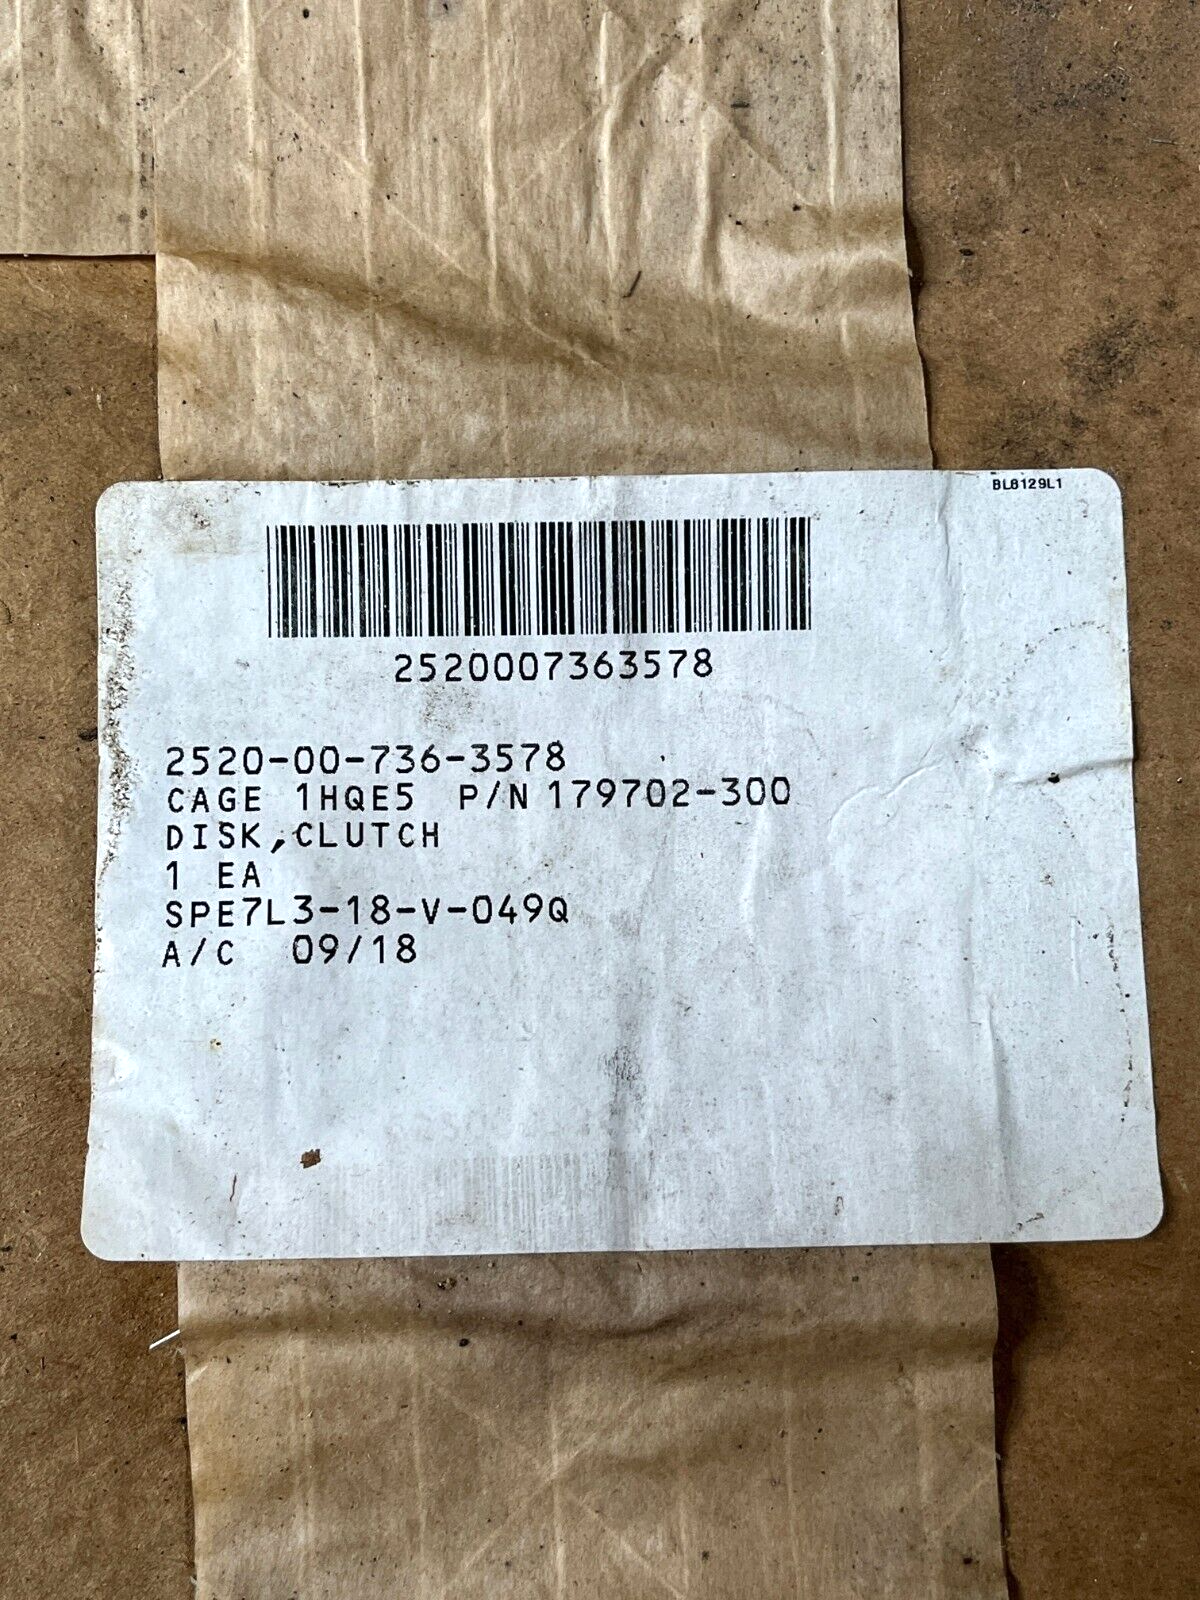 BL8129L1
2520007363578
2520-00-736-3578
CAGE 1HQE5 P/N 179702-300
DISK,CLUTCH
1 EA
SPE7L3-18-V-049Q
A/C 09/18